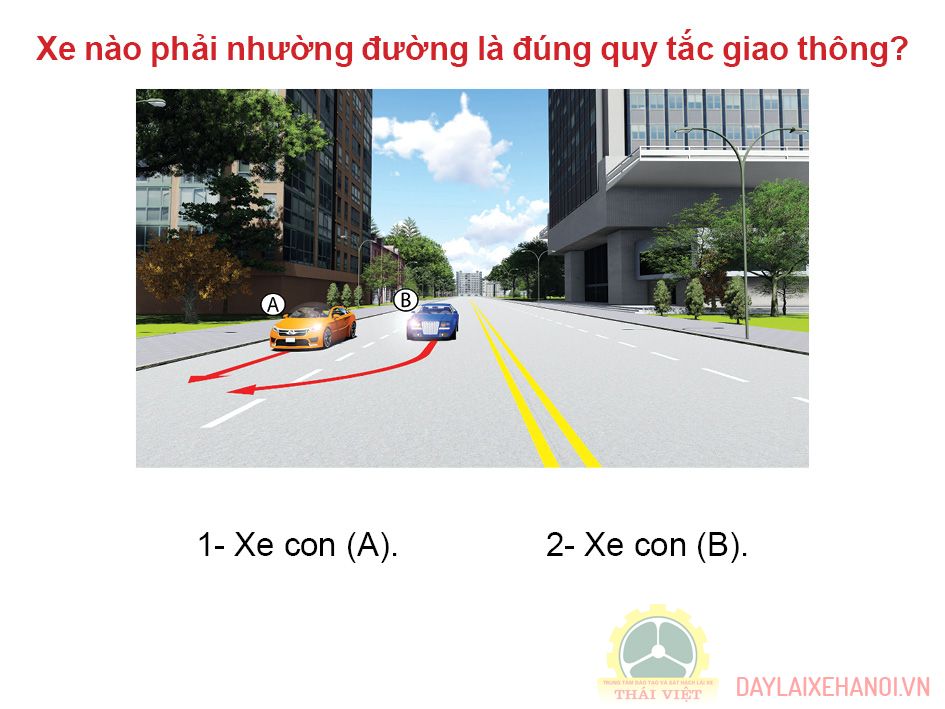 Xe nào phải nhường đường là đúng quy tắc giao thông?
A
B
1- Xe con (A). 2- Xe con (B).
TRUNG TÂM ĐÀO TẠO VÀ SÁT HẠCH LÁI XE
THÁI VIỆT
DAYLAIXEHANOI.VN